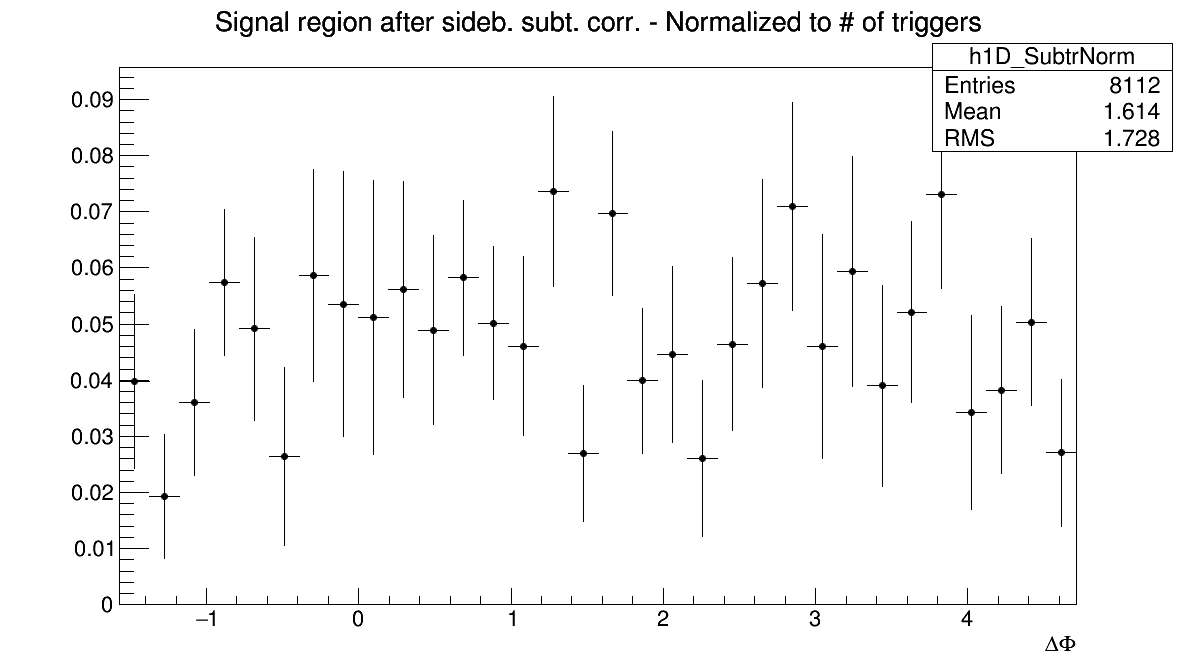 Signal region after sideb. subt. corr. - Normalized to # of triggers
h1D_SubtrNorm
Entries 8112
Mean 1.614
RMS 1.728
0.09
0.08
0.07
0.06
0.05
0.04
0.03
0.02
0.01
0
−1 0 1 2 3 4
ΔΦ